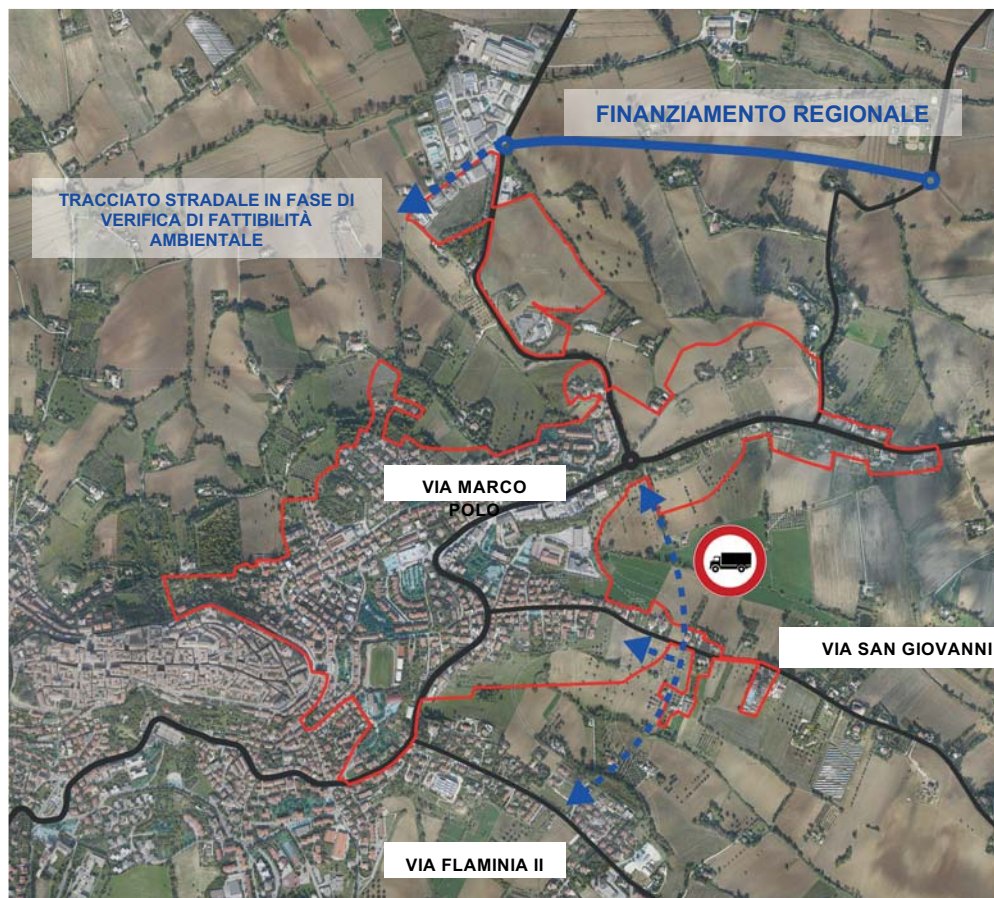 FINANZIAMENTO REGIONALE
TRACCIATO STRADALE IN FASE DI
VERIFICA DI FATTIBILITÀ
AMBIENTALE
VIA MARCO
POLO
VIA SAN GIOVANNI
VIA FLAMINIA II